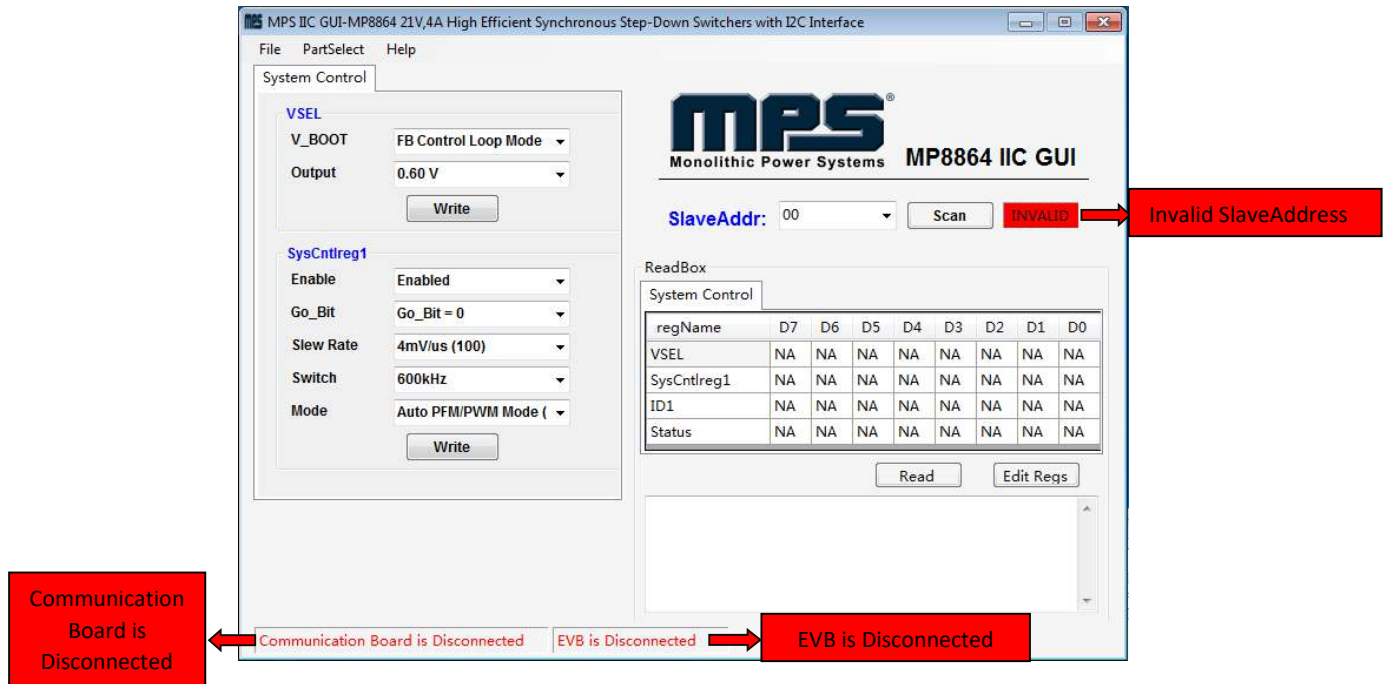 MPS IIC GUI-MP8864 21V,4A High Efficient Synchronous Step-Down Switchers with I2C Interface
File PartSelect Help
System Control
VSEL
V_BOOT FB Control Loop Mode
Output 0.60 V
Write
SysCntlreg1
Enable Enabled
Go_Bit Go_Bit = 0
Slew Rate 4mV/us (100)
Switch 600kHz
Mode Auto PFM/PWM Mode (
Write
mps®
Monolithic Power Systems MP8864 IIC GUI
SlaveAddr: 00 Scan INVALID
Invalid SlaveAddress
ReadBox
System Control
regName D7 D6 D5 D4 D3 D2 D1 D0
VSEL NA NA NA NA NA NA NA NA
SysCntlreg1 NA NA NA NA NA NA NA NA
ID1 NA NA NA NA NA NA NA NA
Status NA NA NA NA NA NA NA NA
Read Edit Regs
Communication
Board is
Disconnected
Communication Board is Disconnected EVB is Disconnected
EVB is Disconnected